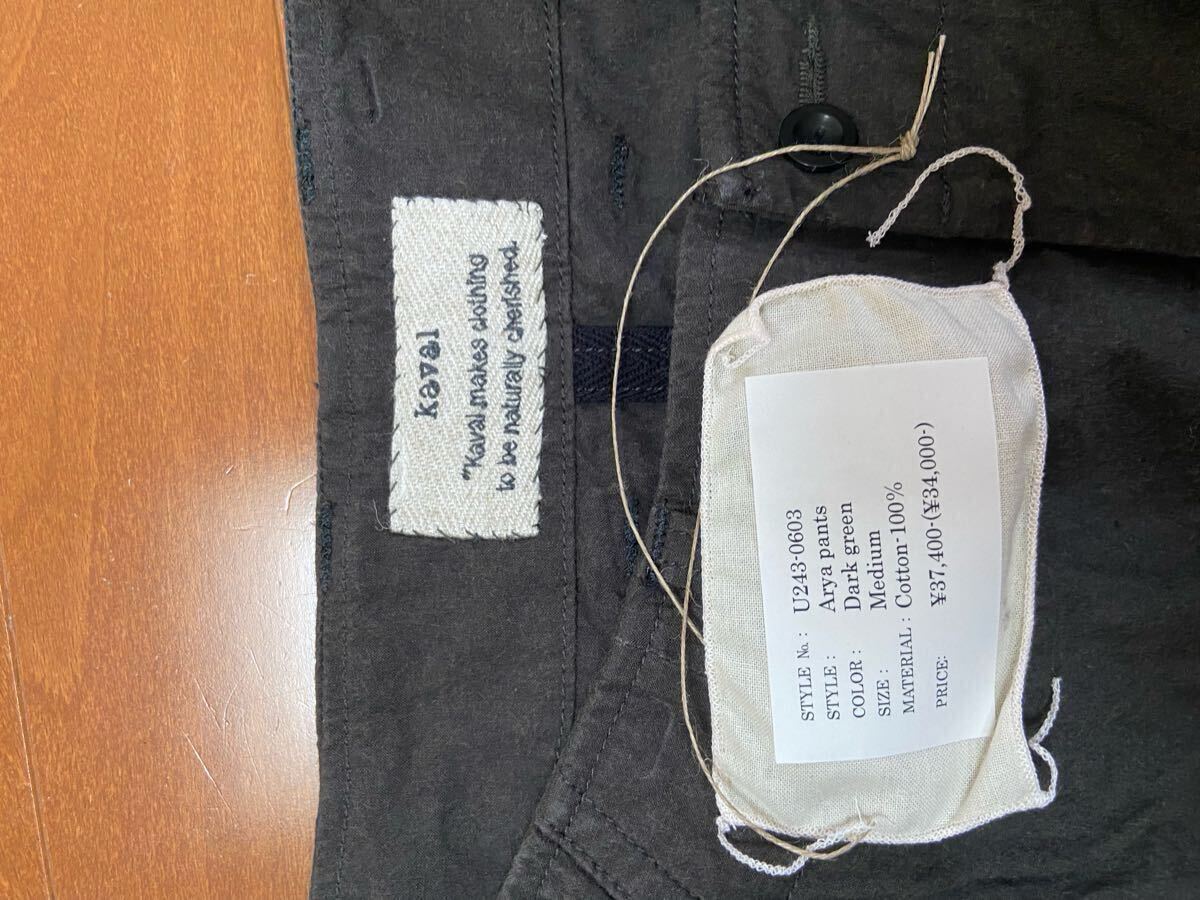 kaval
"Kaval makes clothing
to be naturally cherished.
STYLE №: U243-0603
STYLE : Arya pants
COLOR : Dark green
SIZE : Medium
MATERIAL : Cotton-100%
PRICE: ¥37,400-(¥34,000-)